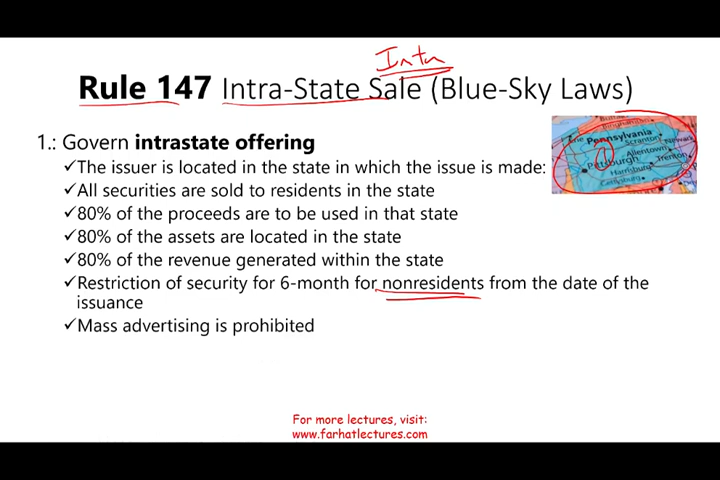 Intra
Rule 147 Intra-State Sale (Blue-Sky Laws)
1.: Govern intrastate offering
✓The issuer is located in the state in which the issue is made:
✓All securities are sold to residents in the state
✓80% of the proceeds are to be used in that state
✓80% of the assets are located in the state
✓80% of the revenue generated within the state
✓Restriction of security for 6-month for nonresidents from the date of the
issuance
✓Mass advertising is prohibited
Pennsylvania
Scranton
Allentown
Pittsburgh
Trenton
Harrisburg
Gettysburg
For more lectures, visit:
www.farhatlectures.com